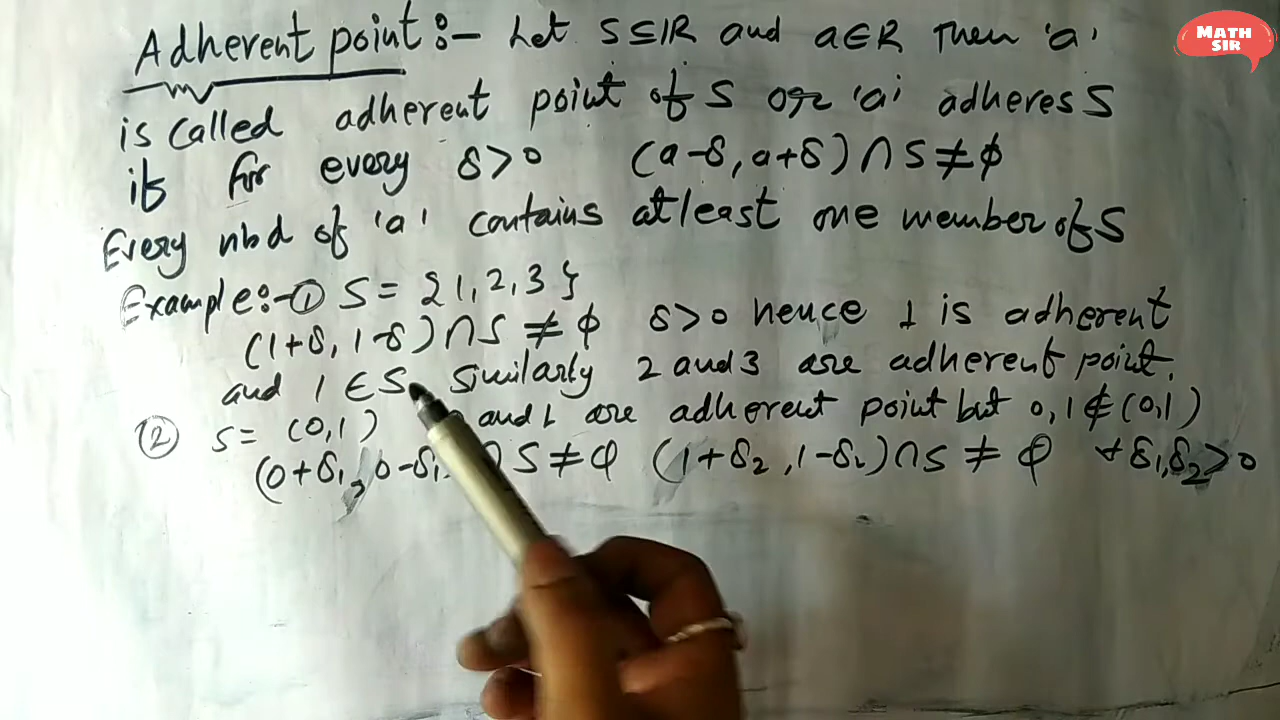 MATH
SIR
Adherent point :- Let S⊆IR and a∈R Then 'a'
is called adherent point of S or 'a' adheres S
if for every δ>0 (a-δ, a+δ)∩S≠ϕ
Every nbd of 'a' contains atleast one member of S
Example:-① S = {1,2,3}
(1+δ, 1-δ)∩S ≠ ϕ δ>0 hence 1 is adherent
and 1 ∈ S similarly 2 and 3 are adherent point.
② S= (0,1) and 1 are adherent point but 0,1∉(0,1)
(0+δ₁, 0-δ₁ ∩S≠ϕ (1+δ₂, 1-δ₂)∩S ≠ ϕ ∀ δ₁,δ₂>0